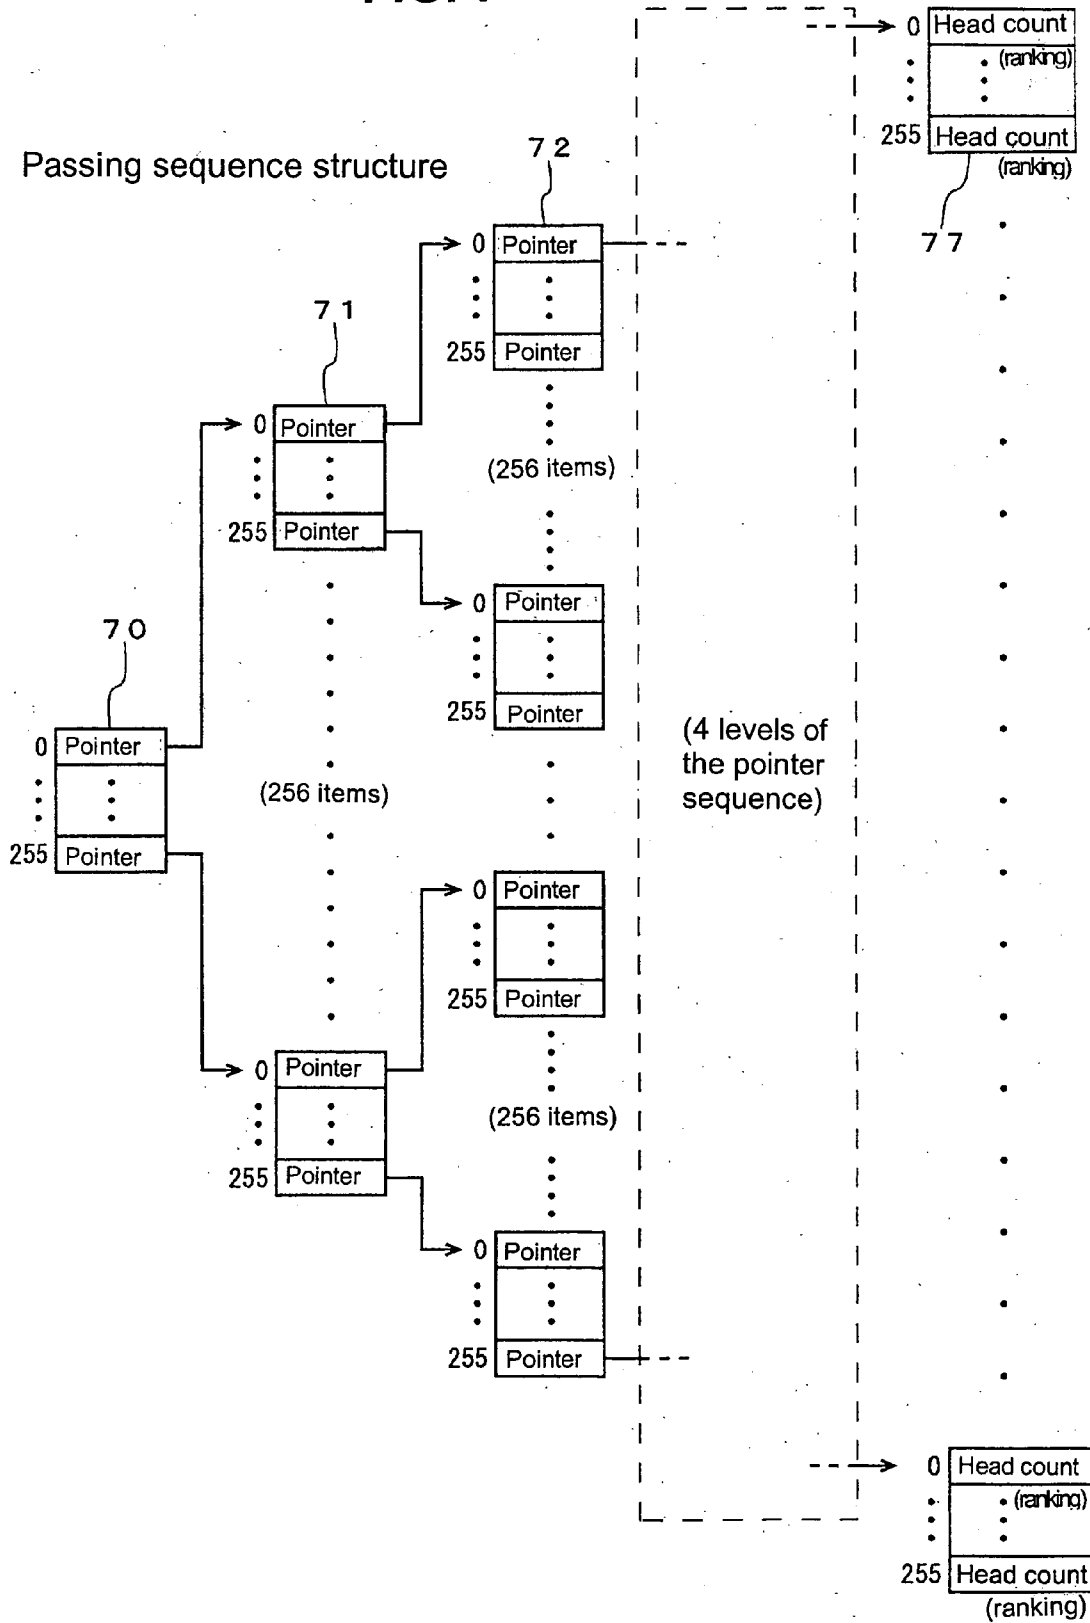 Passing sequence structure
70
0 Pointer
255 Pointer
71
0 Pointer
255 Pointer
(256 items)
0 Pointer
255 Pointer
72
0 Pointer
255 Pointer
(256 items)
0 Pointer
255 Pointer
0 Pointer
255 Pointer
(256 items)
0 Pointer
255 Pointer
(4 levels of
the pointer
sequence)
0 Head count
(ranking)
255 Head count
(ranking)
77
0 Head count
(ranking)
255 Head count
(ranking)